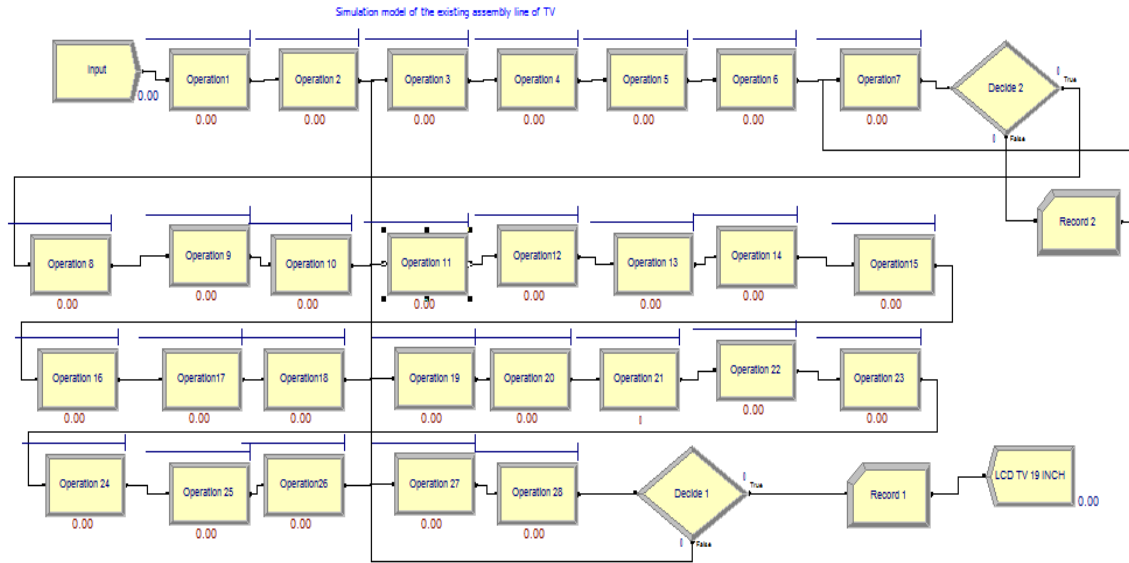 Simulation model of the existing assembly line of TV
Input
0.00
Operation1
0.00
Operation 2
0.00
Operation 3
0.00
Operation 4
0.00
Operation 5
0.00
Operation 6
0.00
Operation7
0.00
Decide 2
0
True
0
False
Record 2
Operation 8
0.00
Operation 9
0.00
Operation 10
0.00
Operation 11
0.00
Operation12
0.00
Operation 13
0.00
Operation 14
0.00
Operation15
0.00
Operation 16
0.00
Operation17
0.00
Operation18
0.00
Operation 19
0.00
Operation 20
0.00
Operation 21
0
Operation 22
0.00
Operation 23
0.00
Operation 24
0.00
Operation 25
0.00
Operation26
0.00
Operation 27
0.00
Operation 28
0.00
Decide 1
0
True
0
False
Record 1
LCD TV 19 INCH
0.00